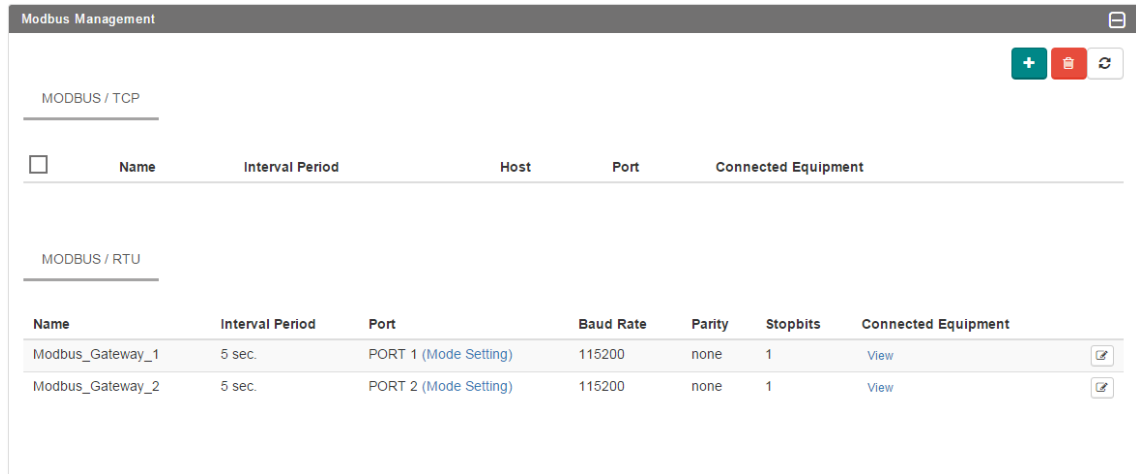 Modbus Management
MODBUS / TCP
Name Interval Period Host Port Connected Equipment
MODBUS / RTU
Name Interval Period Port Baud Rate Parity Stopbits Connected Equipment
Modbus_Gateway_1 5 sec. PORT 1 (Mode Setting) 115200 none 1 View
Modbus_Gateway_2 5 sec. PORT 2 (Mode Setting) 115200 none 1 View